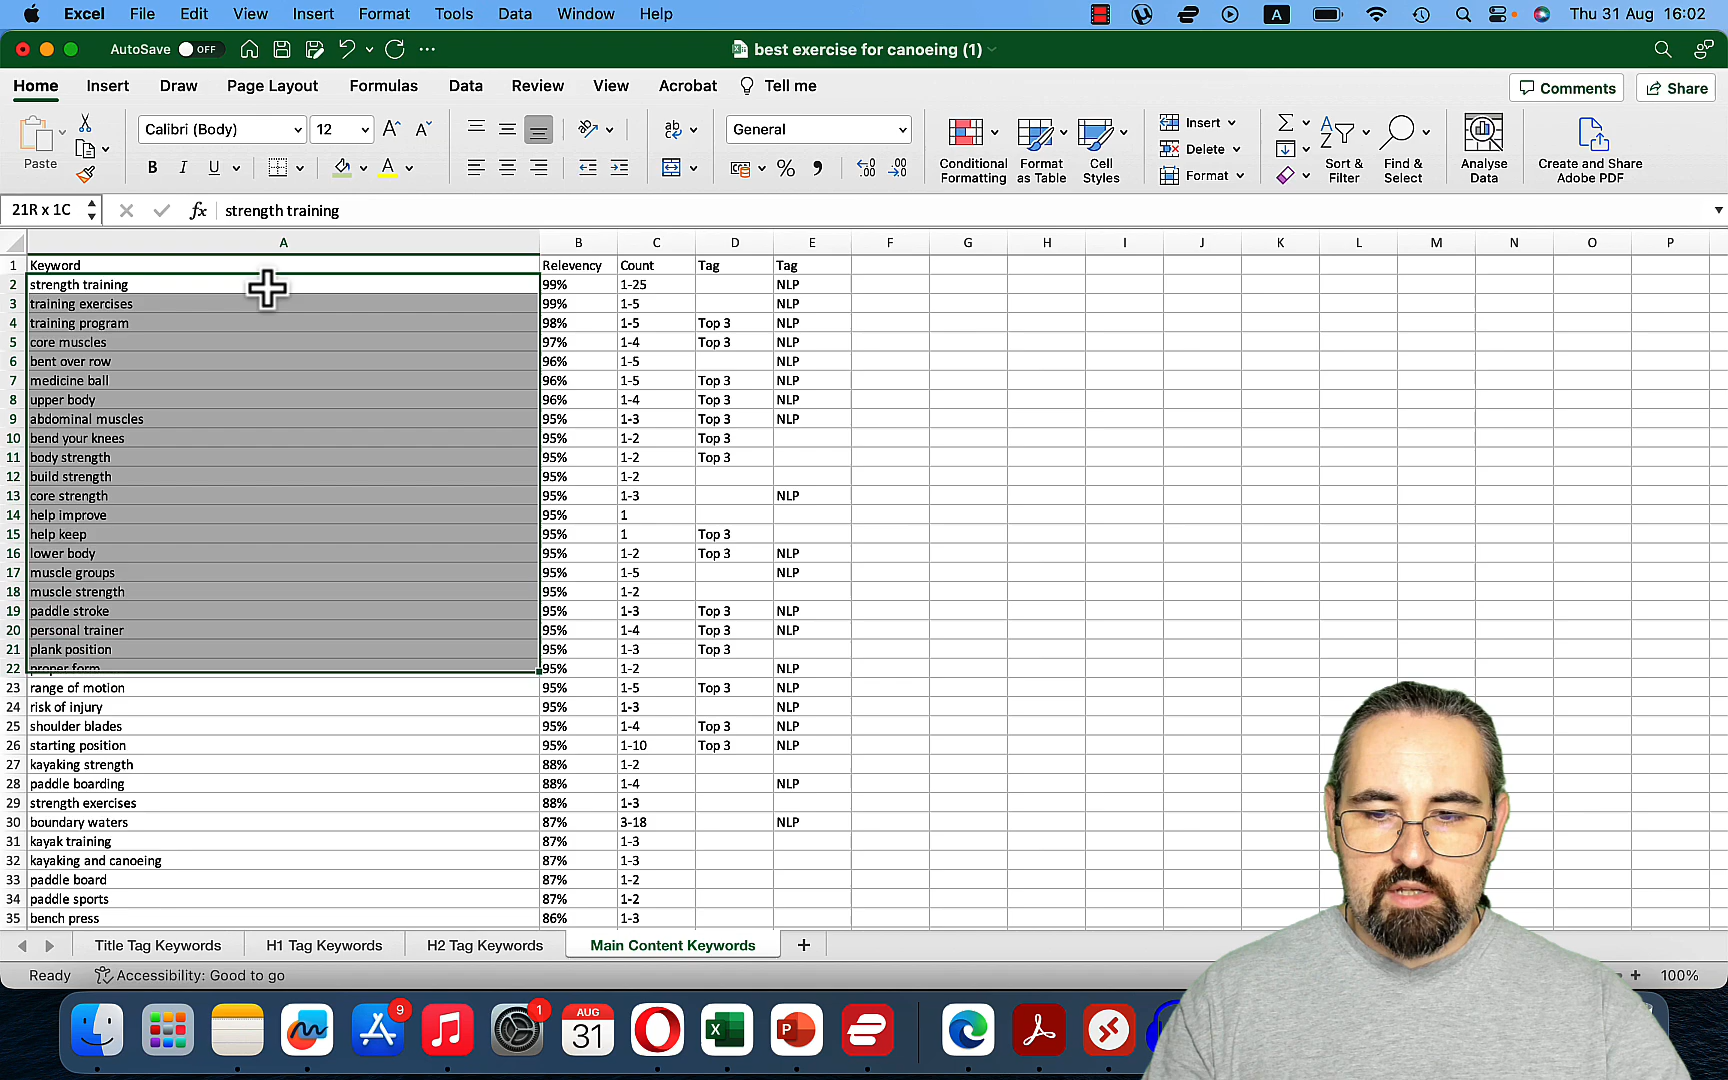 Excel File Edit View Insert Format Tools Data Window Help A Thu 31 Aug 16:02
AutoSave OFF best exercise for canoeing (1)
Home Insert Draw Page Layout Formulas Data Review View Acrobat Tell me Comments Share
Paste Calibri (Body) 12 General Insert
B I U Conditional Formatting Format as Table Cell Styles Delete Format Sort & Filter Find & Select Analyse Data Create and Share Adobe PDF
21R x 1C fx strength training
A B C D E F G H I J K L M N O P
1 Keyword Relevency Count Tag Tag
2 strength training 99% 1-25 NLP
3 training exercises 99% 1-5 NLP
4 training program 98% 1-5 Top 3 NLP
5 core muscles 97% 1-4 Top 3 NLP
6 bent over row 96% 1-5 NLP
7 medicine ball 96% 1-5 Top 3 NLP
8 upper body 96% 1-4 Top 3 NLP
9 abdominal muscles 95% 1-3 Top 3 NLP
10 bend your knees 95% 1-2 Top 3
11 body strength 95% 1-2 Top 3
12 build strength 95% 1-2
13 core strength 95% 1-3 NLP
14 help improve 95% 1
15 help keep 95% 1 Top 3
16 lower body 95% 1-2 Top 3 NLP
17 muscle groups 95% 1-5 NLP
18 muscle strength 95% 1-2
19 paddle stroke 95% 1-3 Top 3 NLP
20 personal trainer 95% 1-4 Top 3 NLP
21 plank position 95% 1-3 Top 3
22 proper form 95% 1-2 NLP
23 range of motion 95% 1-5 Top 3 NLP
24 risk of injury 95% 1-3 NLP
25 shoulder blades 95% 1-4 Top 3 NLP
26 starting position 95% 1-10 Top 3 NLP
27 kayaking strength 88% 1-2
28 paddle boarding 88% 1-4 NLP
29 strength exercises 88% 1-3
30 boundary waters 87% 3-18 NLP
31 kayak training 87% 1-3
32 kayaking and canoeing 87% 1-3
33 paddle board 87% 1-2
34 paddle sports 87% 1-2
35 bench press 86% 1-3
Title Tag Keywords H1 Tag Keywords H2 Tag Keywords Main Content Keywords
Ready Accessibility: Good to go 100%
9 1 AUG 31